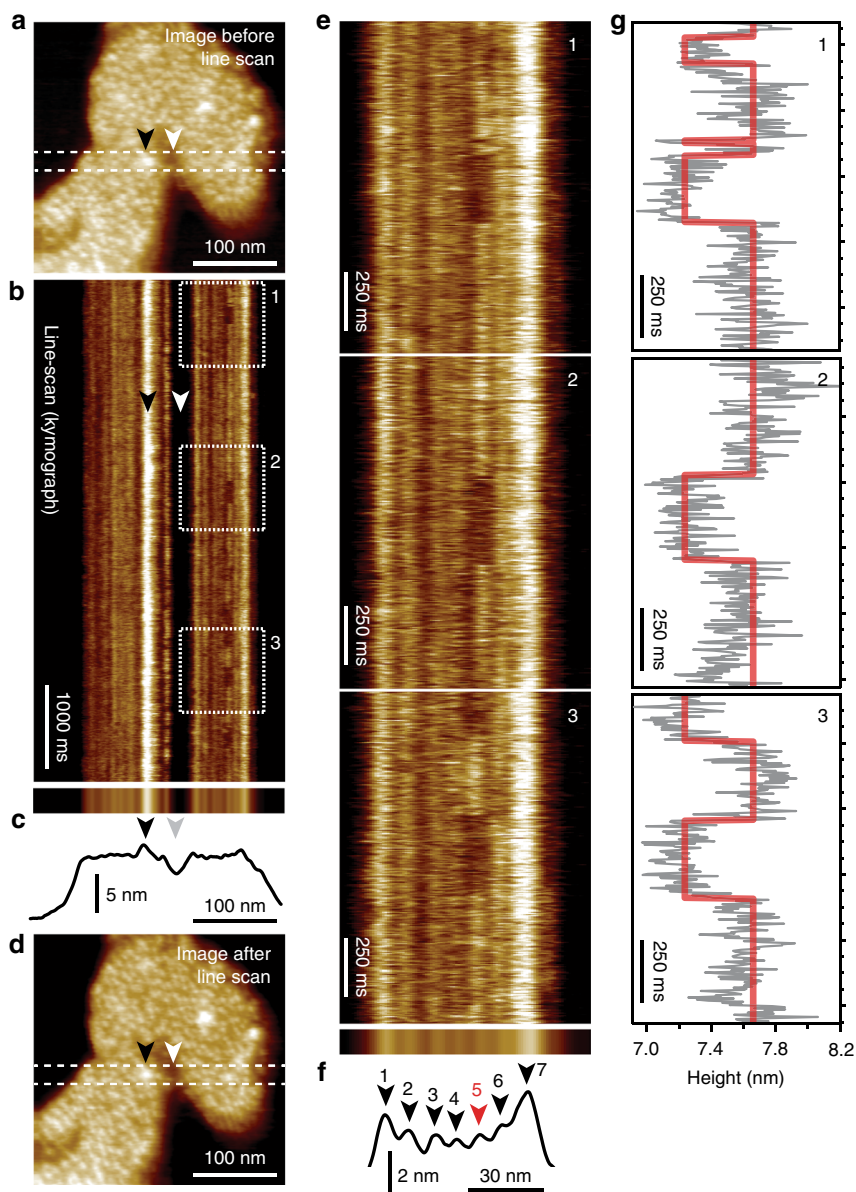 a
Image before
line scan
100 nm
b
Line-scan (kymograph)
1
2
3
1000 ms
c
5 nm
100 nm
d
Image after
line scan
100 nm
e
1
250 ms
2
250 ms
3
250 ms
f
1
2
3
4
5
6
7
2 nm
30 nm
g
1
250 ms
2
250 ms
3
250 ms
7.0
7.4
7.8
8.2
Height (nm)